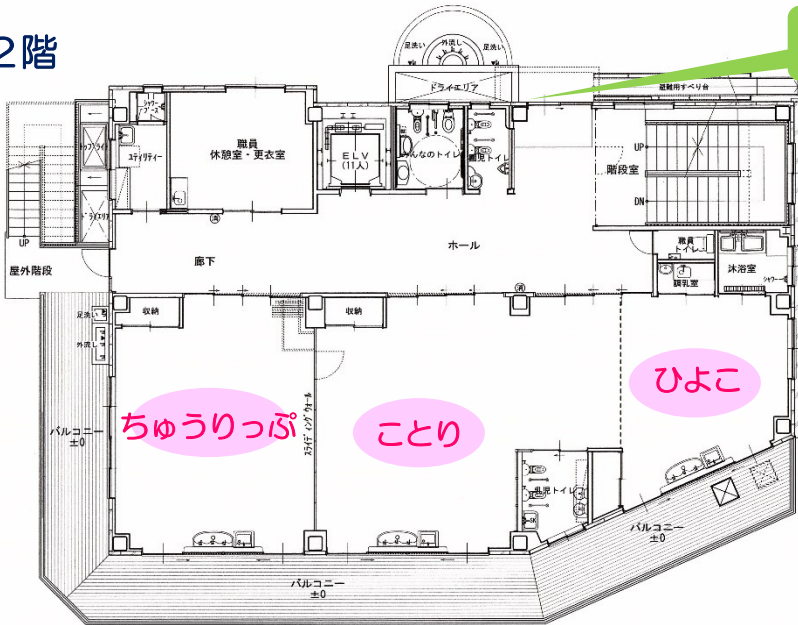 2階
足洗い
外流し
足洗い
ドライエリア
避難用すべり台
シャワー
ブース
職員
休憩室・更衣室
ELV
(11人)
みんなのトイレ
UP
階段室
DN
ホール
廊下
UP
屋外階段
職員
トイレ
調乳室
沐浴室
シャワー
収納
収納
足洗い
外流し
ちゅうりっぷ
ことり
ひよこ
スライディングウォール
バルコニー
±0
乳児トイレ
バルコニー
±0
バルコニー
±0